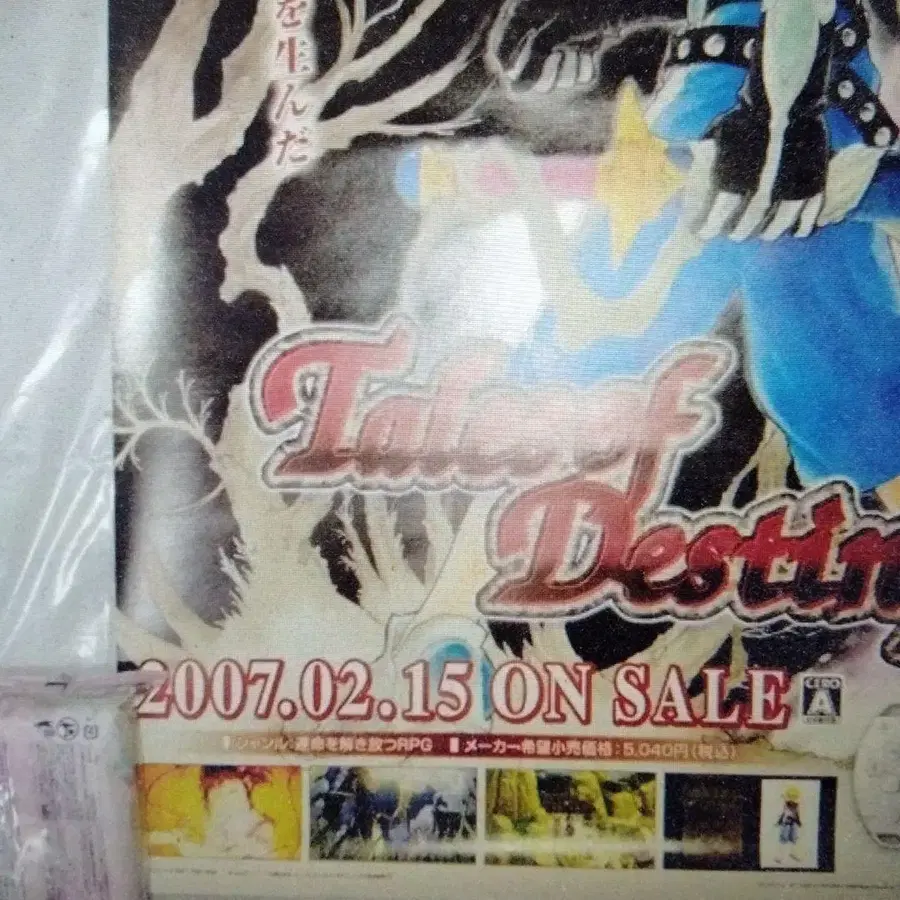 を生んだ
Tales of
Destin
2007.02.15 ON SALE
CERO
A
ジャンル:運命を解き放つRPG ■メーカー希望小売価格:5,040円(税込)